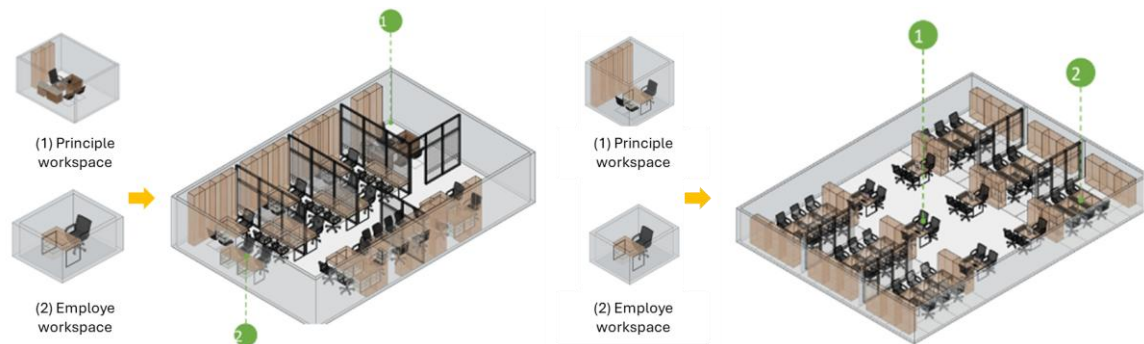 1
(1) Principle
workspace
(2) Employe
workspace
2
1
2
(1) Principle
workspace
(2) Employe
workspace